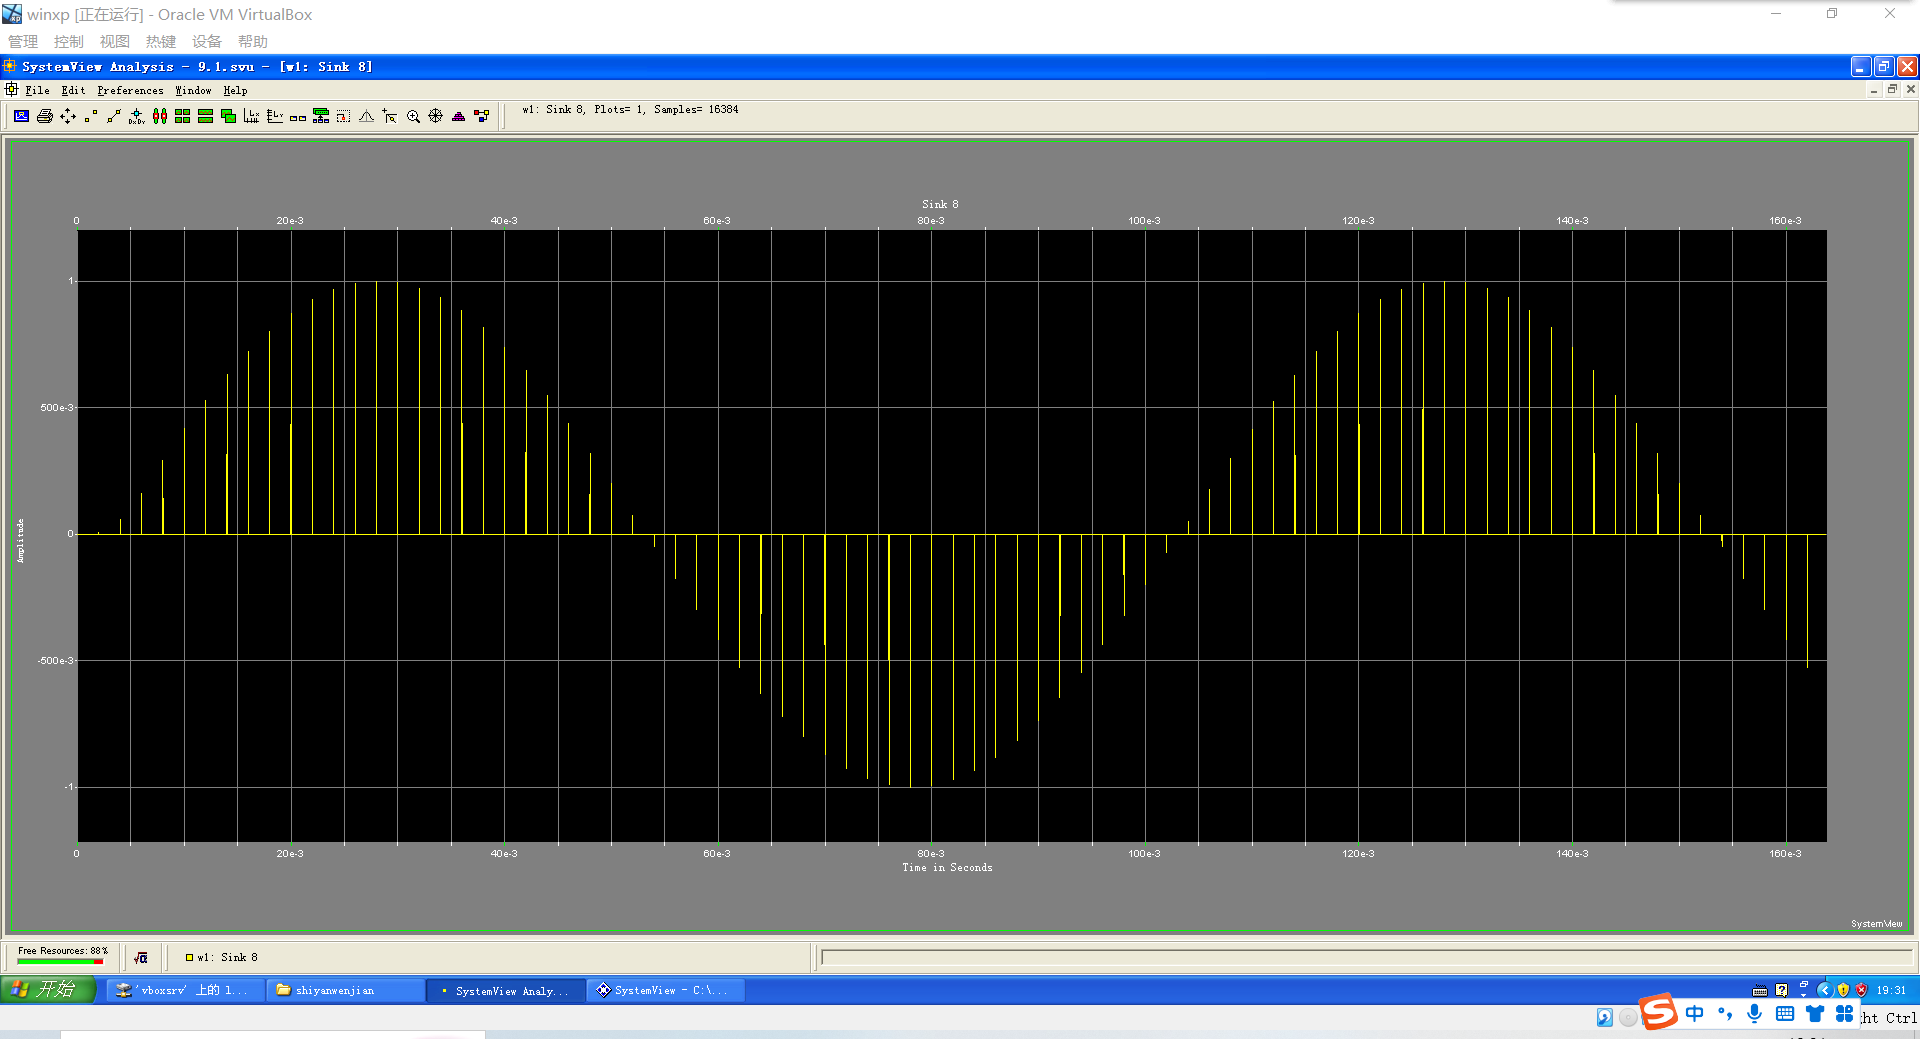 winxp [正在运行] - Oracle VM VirtualBox
管理 控制 视图 热键 设备 帮助
SystemView Analysis - 9.1.svu - [w1: Sink 8]
File Edit Preferences Window Help
w1: Sink 8, Plots= 1, Samples= 16384
Sink 8
0 20e-3 40e-3 60e-3 80e-3 100e-3 120e-3 140e-3 160e-3
1
500e-3
0
-500e-3
-1
Amplitude
0 20e-3 40e-3 60e-3 80e-3 100e-3 120e-3 140e-3 160e-3
Time in Seconds
SystemView
Free Resources: 88%
w1: Sink 8
开始
'vboxsrv' 上的 l...
shiyanwenjian
SystemView Analy...
SystemView - C:\...
19:31
中
ht Ctrl